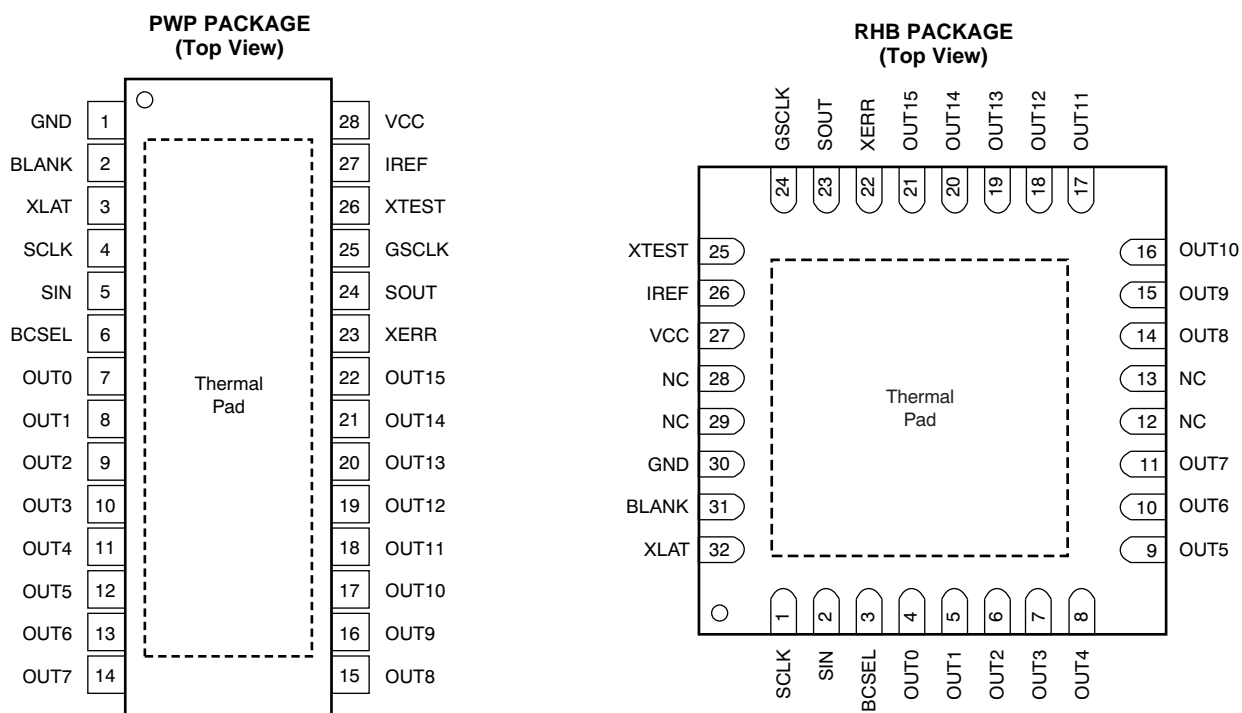 PWP PACKAGE
(Top View)
GND 1
BLANK 2
XLAT 3
SCLK 4
SIN 5
BCSEL 6
OUT0 7
OUT1 8
OUT2 9
OUT3 10
OUT4 11
OUT5 12
OUT6 13
OUT7 14
Thermal
Pad
28 VCC
27 IREF
26 XTEST
25 GSCLK
24 SOUT
23 XERR
22 OUT15
21 OUT14
20 OUT13
19 OUT12
18 OUT11
17 OUT10
16 OUT9
15 OUT8
RHB PACKAGE
(Top View)
GSCLK 24
SOUT 23
XERR 22
OUT15 21
OUT14 20
OUT13 19
OUT12 18
OUT11 17
XTEST 25
IREF 26
VCC 27
NC 28
NC 29
GND 30
BLANK 31
XLAT 32
Thermal
Pad
16 OUT10
15 OUT9
14 OUT8
13 NC
12 NC
11 OUT7
10 OUT6
9 OUT5
SCLK 1
SIN 2
BCSEL 3
OUT0 4
OUT1 5
OUT2 6
OUT3 7
OUT4 8